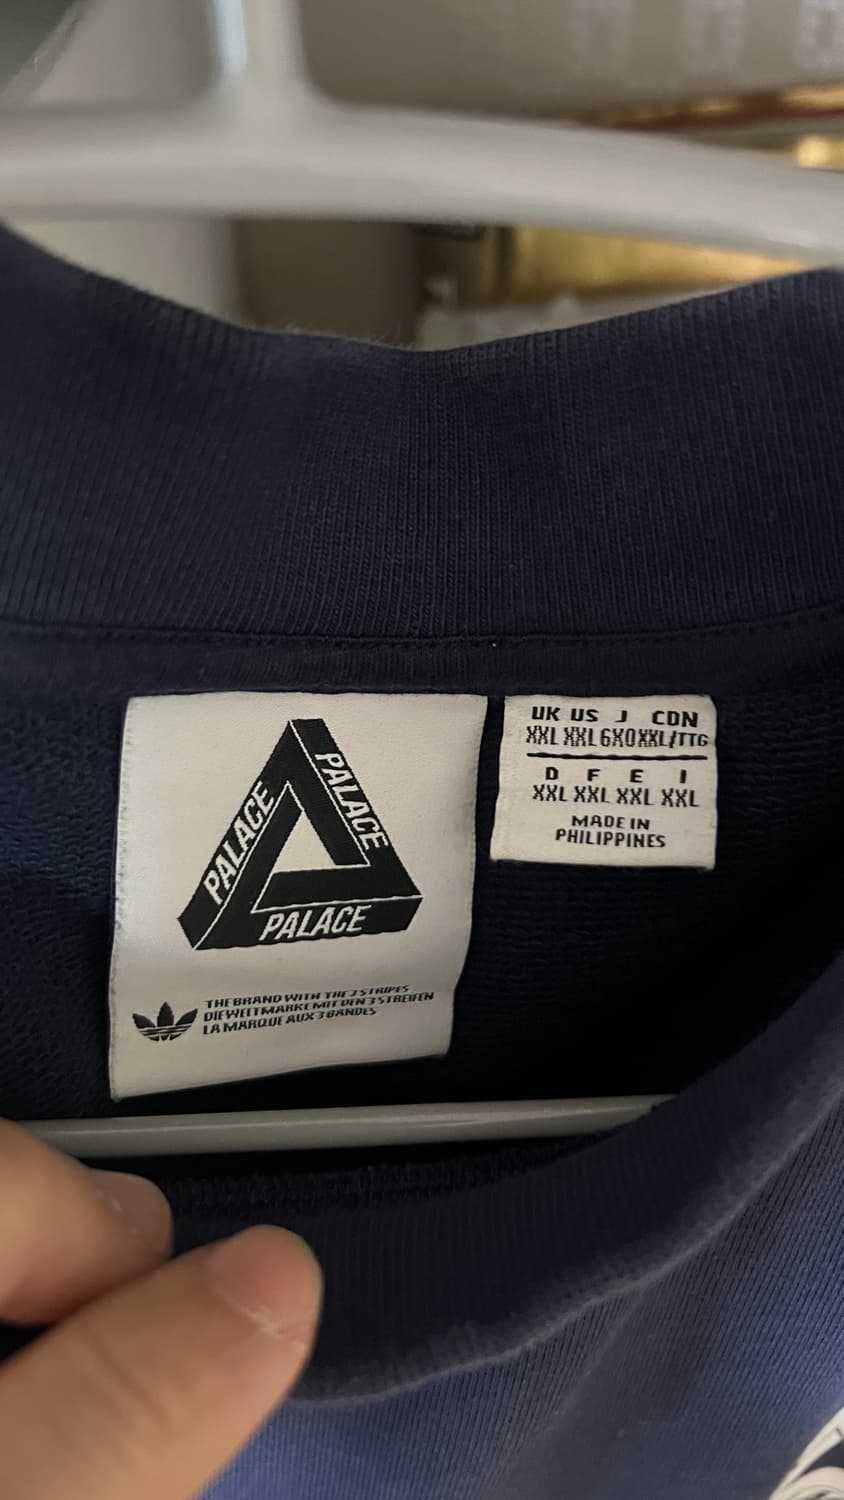 PALACE
PALACE
PALACE
THE BRAND WITH THE 3 STRIPES
DIE WELTMARKE MIT DEN 3 STREIFEN
LA MARQUE AUX 3 BANDES
UK US J CDN
XXL XXL 6XO XXL/TTG
D F E I
XXL XXL XXL XXL
MADE IN
PHILIPPINES